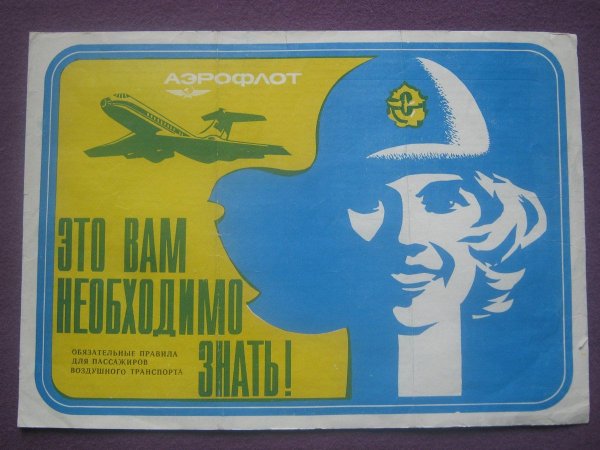 АЭРОФЛОТ
ЭТО ВАМ
НЕОБХОДИМО
ЗНАТЬ!
ОБЯЗАТЕЛЬНЫЕ ПРАВИЛА
ДЛЯ ПАССАЖИРОВ
ВОЗДУШНОГО ТРАНСПОРТА